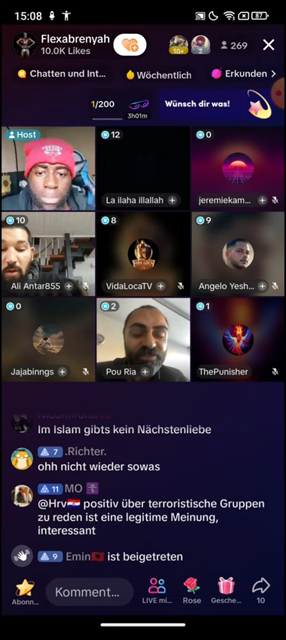 15:08
87
Flexabrenyah
10.0K Likes
10+
269
Chatten und Int...
Wöchentlich
Erkunden
1/200
3h01m
Wünsch dir was!
Host
12
La ilaha illallah
0
jeremiekam...
10
Ali Antar855
8
VidaLocaTV
9
Angelo Yesh...
0
Jajabinngs
2
Pou Ria
1
ThePunisher
Im Islam gibts kein Nächstenliebe
7 .Richter.
ohh nicht wieder sowas
11 MO
@Hrv🇭🇷 positiv über terroristische Gruppen
zu reden ist eine legitime Meinung,
interessant
9 Emin🇦🇱 ist beigetreten
Abonn...
Kommentieren...
LIVE mi...
Rose
Gesche...
10